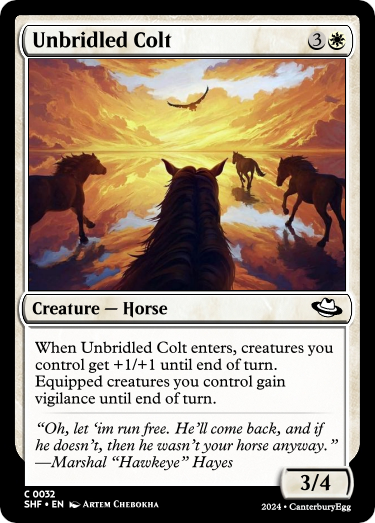 Unbridled Colt 3
Creature — Horse
When Unbridled Colt enters, creatures you
control get +1/+1 until end of turn.
Equipped creatures you control gain
vigilance until end of turn.
“Oh, let ‘im run free. He’ll come back, and if
he doesn’t, then he wasn’t your horse anyway.”
—Marshal “Hawkeye” Hayes
3/4
C 0032
SHF • EN Artem Chebokha
2024 • CanterburyEgg